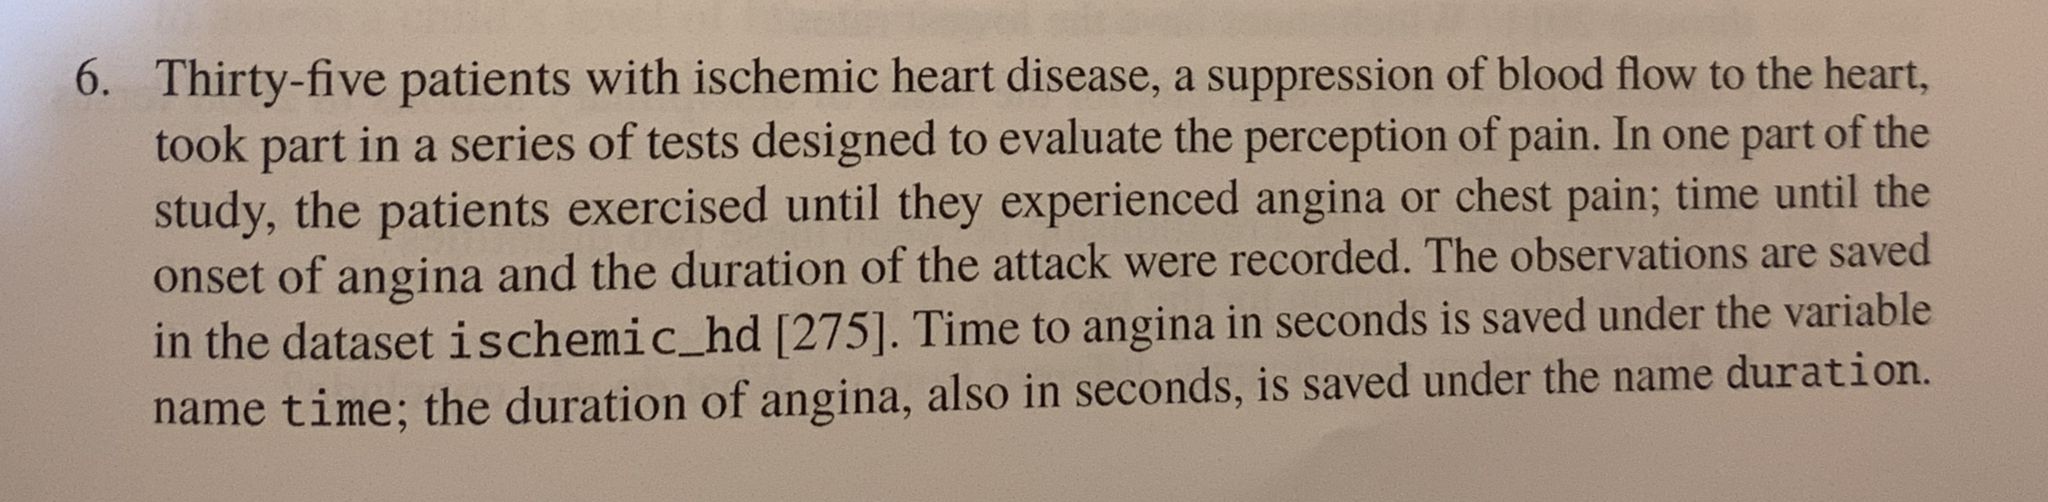 6. Thirty-five patients with ischemic heart disease, a suppression of blood flow to the heart,
took part in a series of tests designed to evaluate the perception of pain. In one part of the
study, the patients exercised until they experienced angina or chest pain; time until the
onset of angina and the duration of the attack were recorded. The observations are saved
in the dataset ischemic_hd [275]. Time to angina in seconds is saved under the variable
name time; the duration of angina, also in seconds, is saved under the name duration.